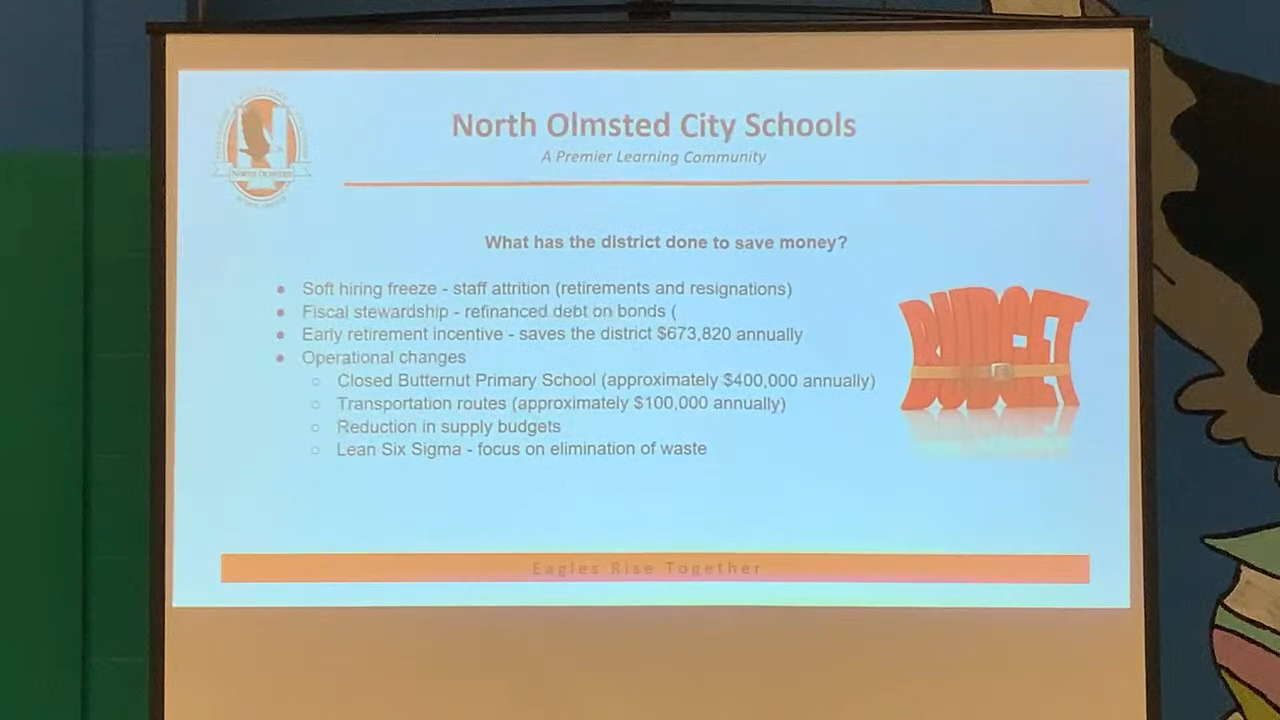 North Olmsted City Schools
A Premier Learning Community
NORTH OLMSTED
What has the district done to save money?
● Soft hiring freeze - staff attrition (retirements and resignations)
● Fiscal stewardship - refinanced debt on bonds (
● Early retirement incentive - saves the district $673,820 annually
● Operational changes
○ Closed Butternut Primary School (approximately $400,000 annually)
○ Transportation routes (approximately $100,000 annually)
○ Reduction in supply budgets
○ Lean Six Sigma - focus on elimination of waste
BUDGET
Eagles Rise Together